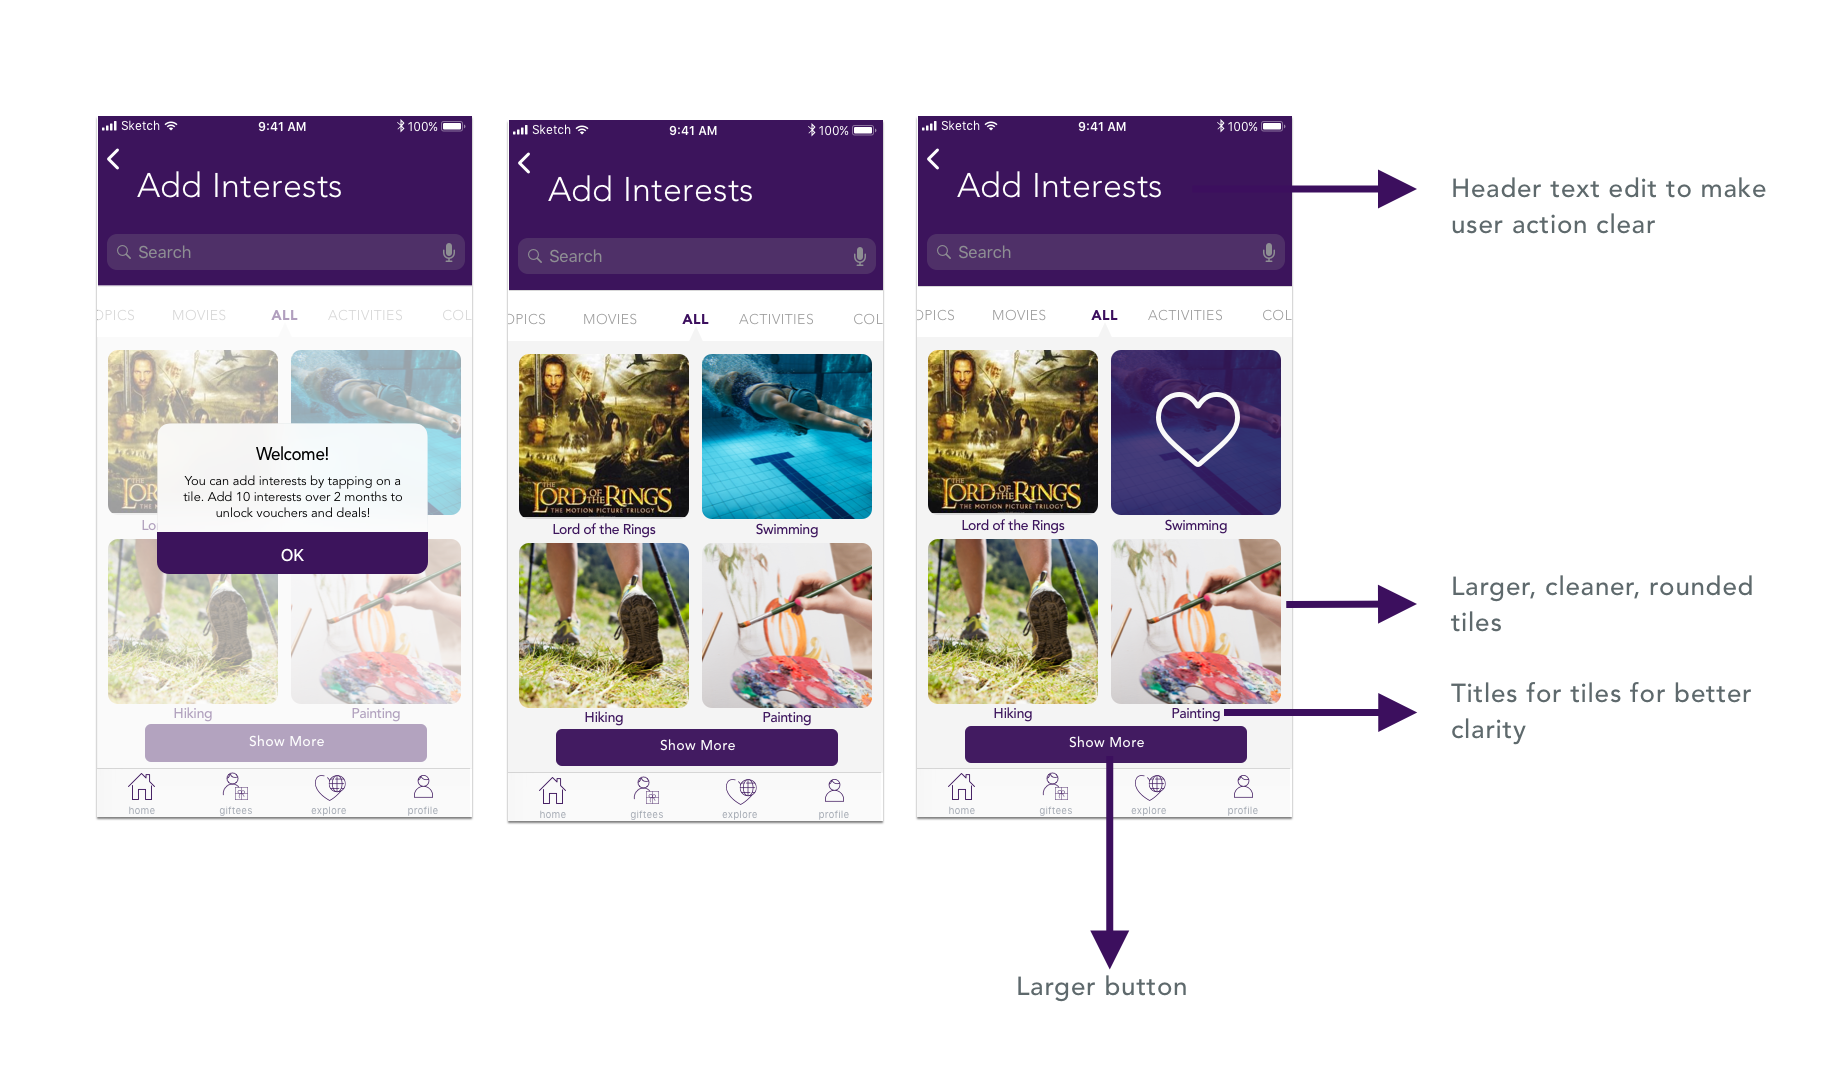 Sketch 9:41 AM 100%
Add Interests
Search
OPICS MOVIES ALL ACTIVITIES COL
Welcome!
You can add interests by tapping on a
tile. Add 10 interests over 2 months to
unlock vouchers and deals!
Lo
OK
Hiking Painting
Show More
home giftees explore profile
Sketch 9:41 AM 100%
Add Interests
Search
OPICS MOVIES ALL ACTIVITIES COL
THE
LORD OF THE RINGS
THE MOTION PICTURE TRILOGY
Lord of the Rings Swimming
Hiking Painting
Show More
home giftees explore profile
Sketch 9:41 AM 100%
Add Interests
Search
OPICS MOVIES ALL ACTIVITIES COL
THE
LORD OF THE RINGS
THE MOTION PICTURE TRILOGY
Lord of the Rings Swimming
Hiking Painting
Show More
home giftees explore profile
Header text edit to make
user action clear
Larger, cleaner, rounded
tiles
Titles for tiles for better
clarity
Larger button